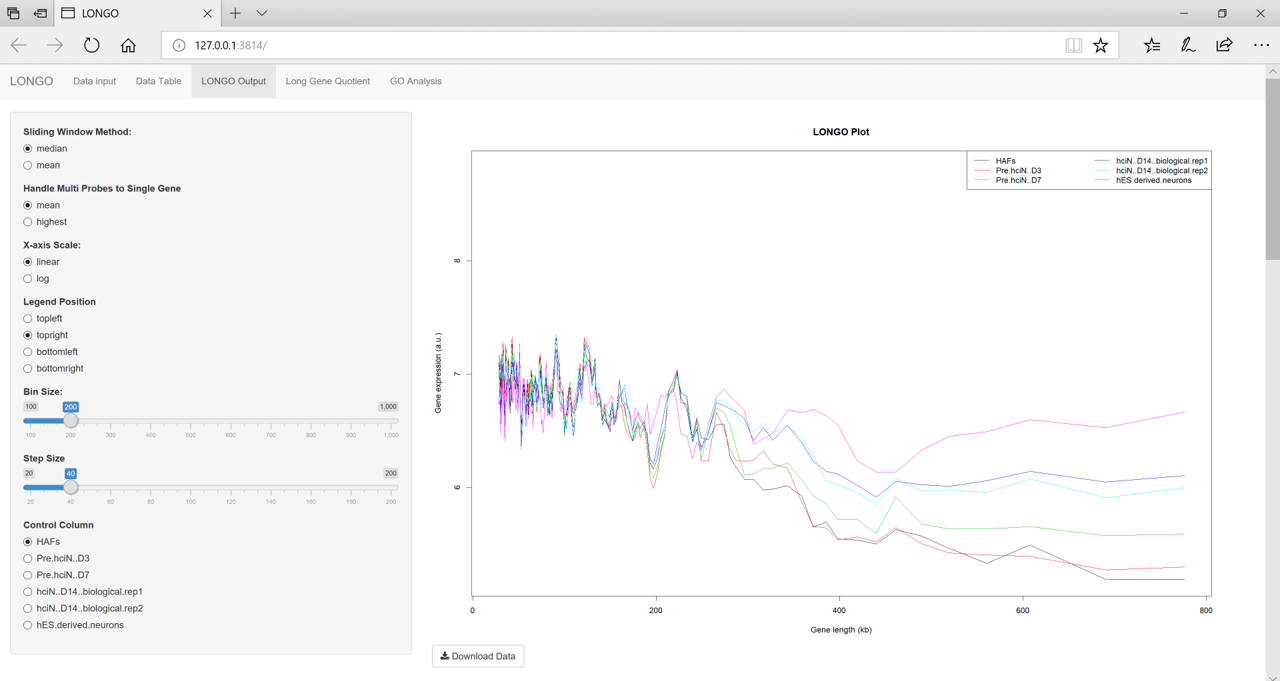 LONGO
127.0.0.1:3814/
LONGO Data input Data Table LONGO Output Long Gene Quotient GO Analysis
Sliding Window Method:
median
mean
Handle Multi Probes to Single Gene
mean
highest
X-axis Scale:
linear
log
Legend Position
topleft
topright
bottomleft
bottomright
Bin Size:
100 200 1,000
100 200 300 400 500 600 700 800 900 1,000
Step Size
20 40 200
20 40 60 80 100 120 140 160 180 200
Control Column
HAFs
Pre.hciN..D3
Pre.hciN..D7
hciN..D14..biological.rep1
hciN..D14..biological.rep2
hES.derived.neurons
LONGO Plot
HAFs
Pre.hciN..D3
Pre.hciN..D7
hciN..D14..biological.rep1
hciN..D14..biological.rep2
hES.derived.neurons
Gene expression (a.u.)
8
7
6
0 200 400 600 800
Gene length (kb)
Download Data